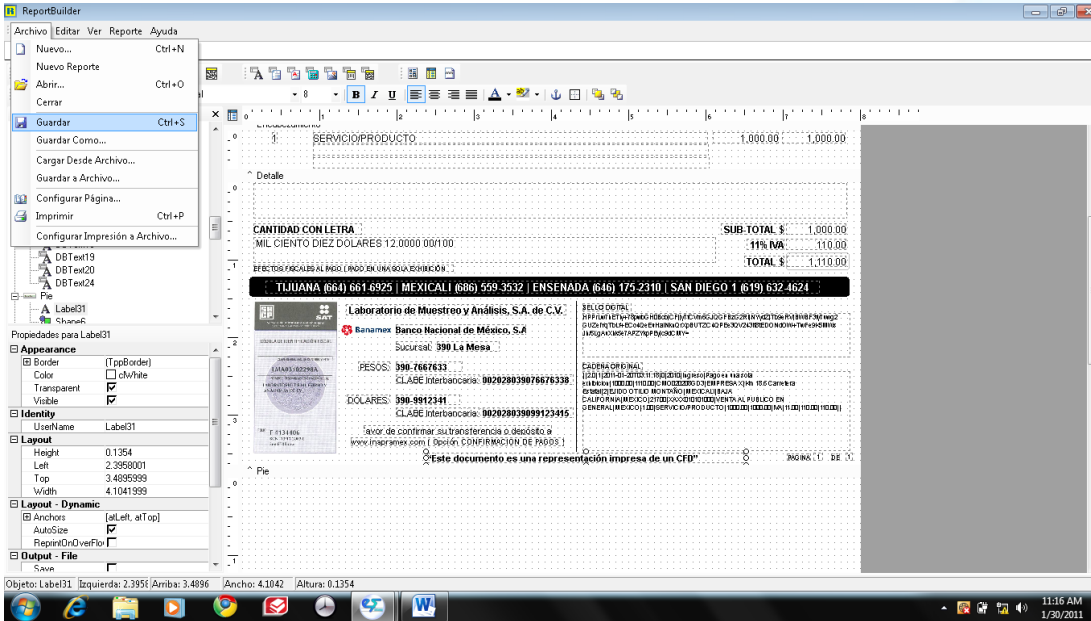 ReportBuilder
Archivo Editar Ver Reporte Ayuda
Nuevo... Ctrl+N
Nuevo Reporte
Abrir... Ctrl+O
Cerrar
Guardar Ctrl+S
Guardar Como...
Cargar Desde Archivo...
Guardar a Archivo...
Configurar Página...
Imprimir Ctrl+P
Configurar Impresión a Archivo...
8
B I U
DBText19
DBText20
DBText24
Pie
Label31
Shape6
Propiedades para Label31
Appearance
Border (TppBorder)
Color clWhite
Transparent
Visible
Identity
UserName Label31
Layout
Height 0.1354
Left 2.3958001
Top 3.4895999
Width 4.1041999
Layout - Dynamic
Anchors [atLeft, atTop]
AutoSize
ReprintOnOverFlo
Output - File
Save
Encabezamiento
1 SERVICIO/PRODUCTO 1,000.00 1,000.00
Detalle
CANTIDAD CON LETRA SUB-TOTAL $ 1,000.00
MIL CIENTO DIEZ DOLARES 12.0000 00/100 11% IVA 110.00
TOTAL $ 1,110.00
EFECTOS FISCALES AL PAGO ( PAGO EN UNA SOLA EXHIBICIÓN )
TIJUANA (664) 661-6925 | MEXICALI (686) 559-3532 | ENSENADA (646) 175-2310 | SAN DIEGO 1 (619) 632-4624
SAT
Laboratorio de Muestreo y Análisis, S.A. de C.V.
Banamex Banco Nacional de México, S.A
Sucursal: 390 La Mesa
PESOS: 390-7667633
CLABE Interbancaria: 002028039076676338
DOLARES: 390-9912341
CLABE Interbancaria: 002028039099123415
favor de confirmar su transferencia o depósito a
www.mapramex.com ( Opción CONFIRMACION DE PAGOS )
SELLO DIGITAL
CADENA ORIGINAL
"Este documento es una representación impresa de un CFD"
PAGINA 1 DE 1
Pie
Objeto: Label31 Izquierda: 2.3958 Arriba: 3.4896 Ancho: 4.1042 Altura: 0.1354
11:16 AM
1/30/2011